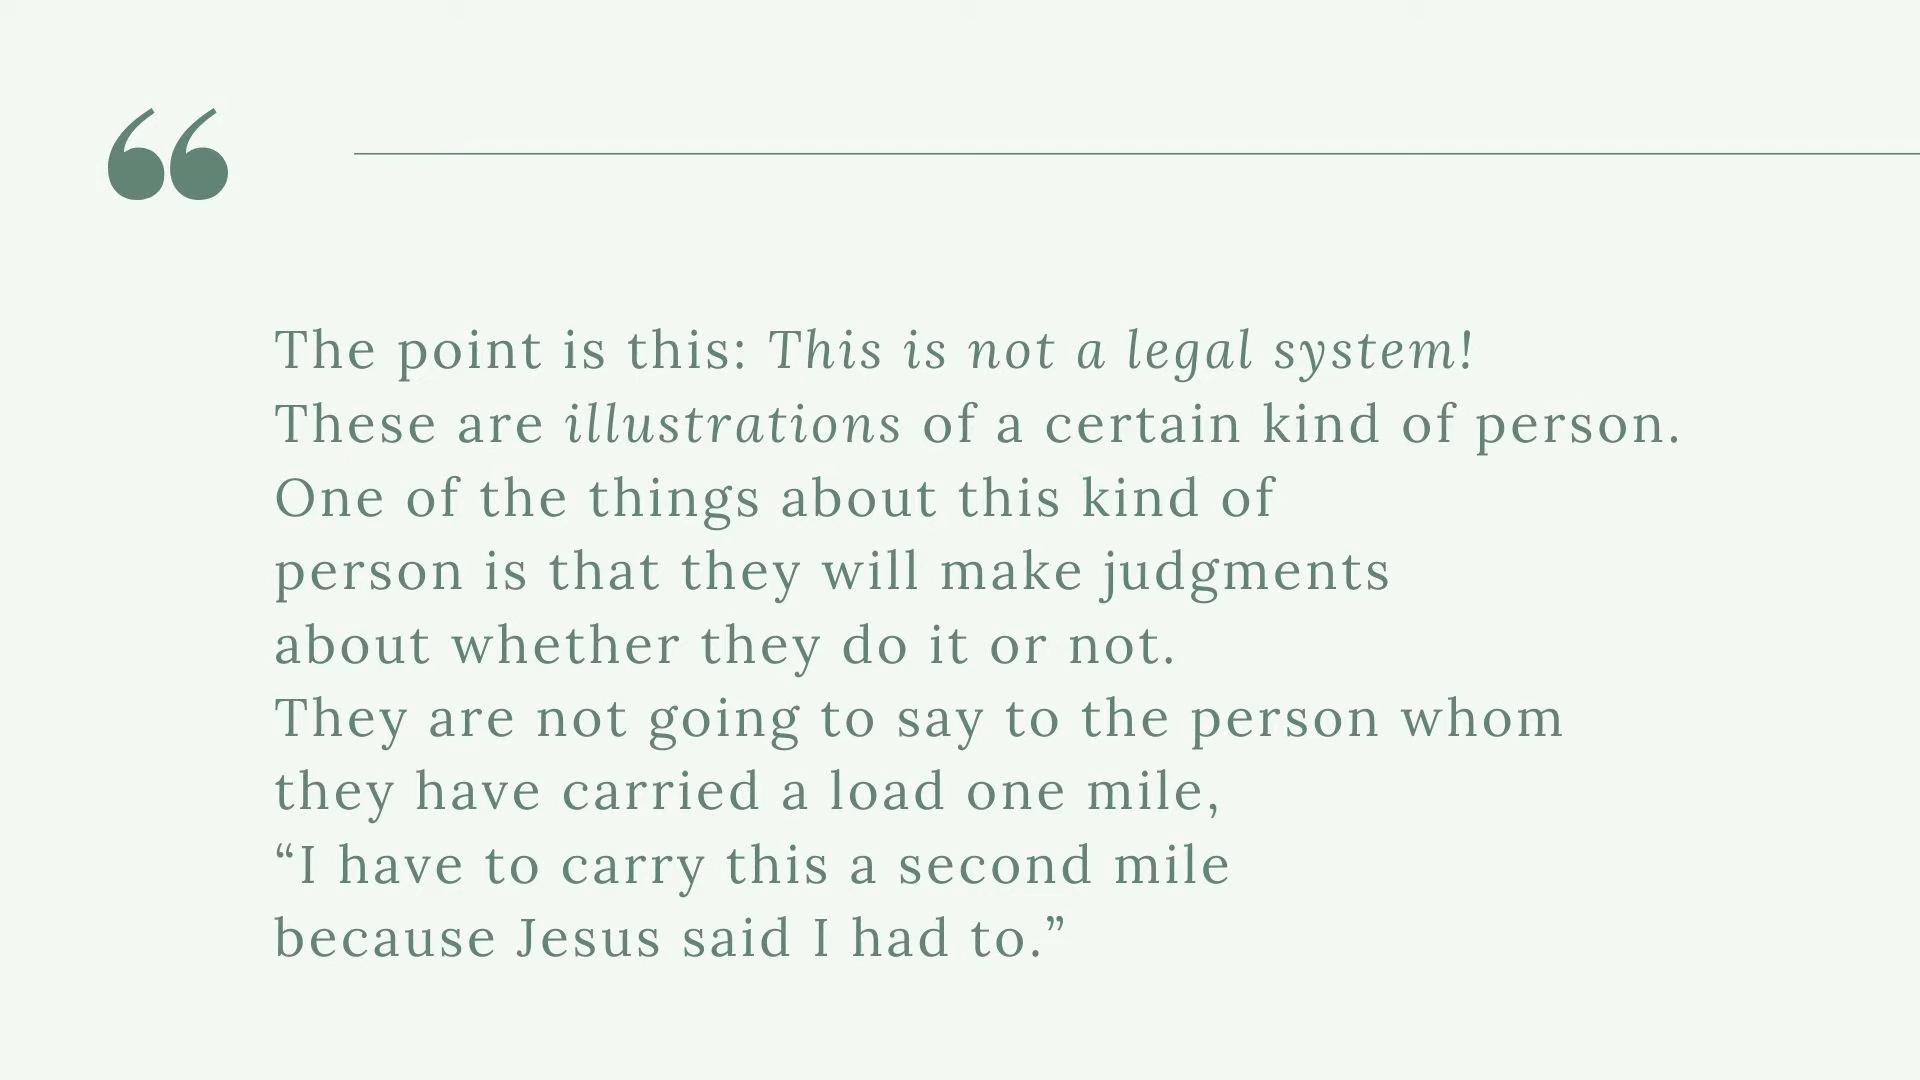 “
The point is this: This is not a legal system!
These are illustrations of a certain kind of person.
One of the things about this kind of
person is that they will make judgments
about whether they do it or not.
They are not going to say to the person whom
they have carried a load one mile,
“I have to carry this a second mile
because Jesus said I had to.”